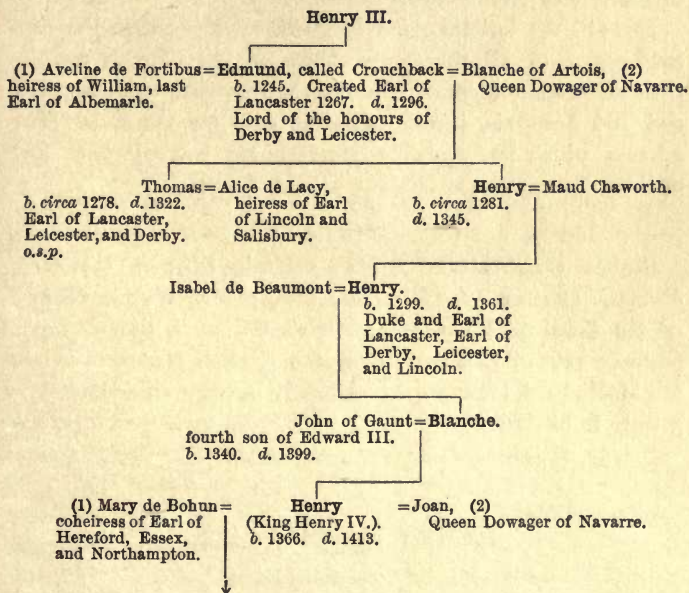 Henry III.
(1) Aveline de Fortibus=Edmund, called Crouchback=Blanche of Artois, (2)
heiress of William, last
Earl of Albemarle.
b. 1245. Created Earl of
Lancaster 1267. d. 1296.
Lord of the honours of
Derby and Leicester.
Queen Dowager of Navarre.
Thomas=Alice de Lacy,
b. circa 1278. d. 1322.
Earl of Lancaster,
Leicester, and Derby.
o.s.p.
heiress of Earl
of Lincoln and
Salisbury.
Henry=Maud Chaworth.
b. circa 1281.
d. 1345.
Isabel de Beaumont=Henry.
b. 1299. d. 1361.
Duke and Earl of
Lancaster, Earl of
Derby, Leicester,
and Lincoln.
John of Gaunt=Blanche.
fourth son of Edward III.
b. 1340. d. 1399.
(1) Mary de Bohun=
coheiress of Earl of
Hereford, Essex,
and Northampton.
Henry
(King Henry IV.).
b. 1366. d. 1413.
=Joan, (2)
Queen Dowager of Navarre.